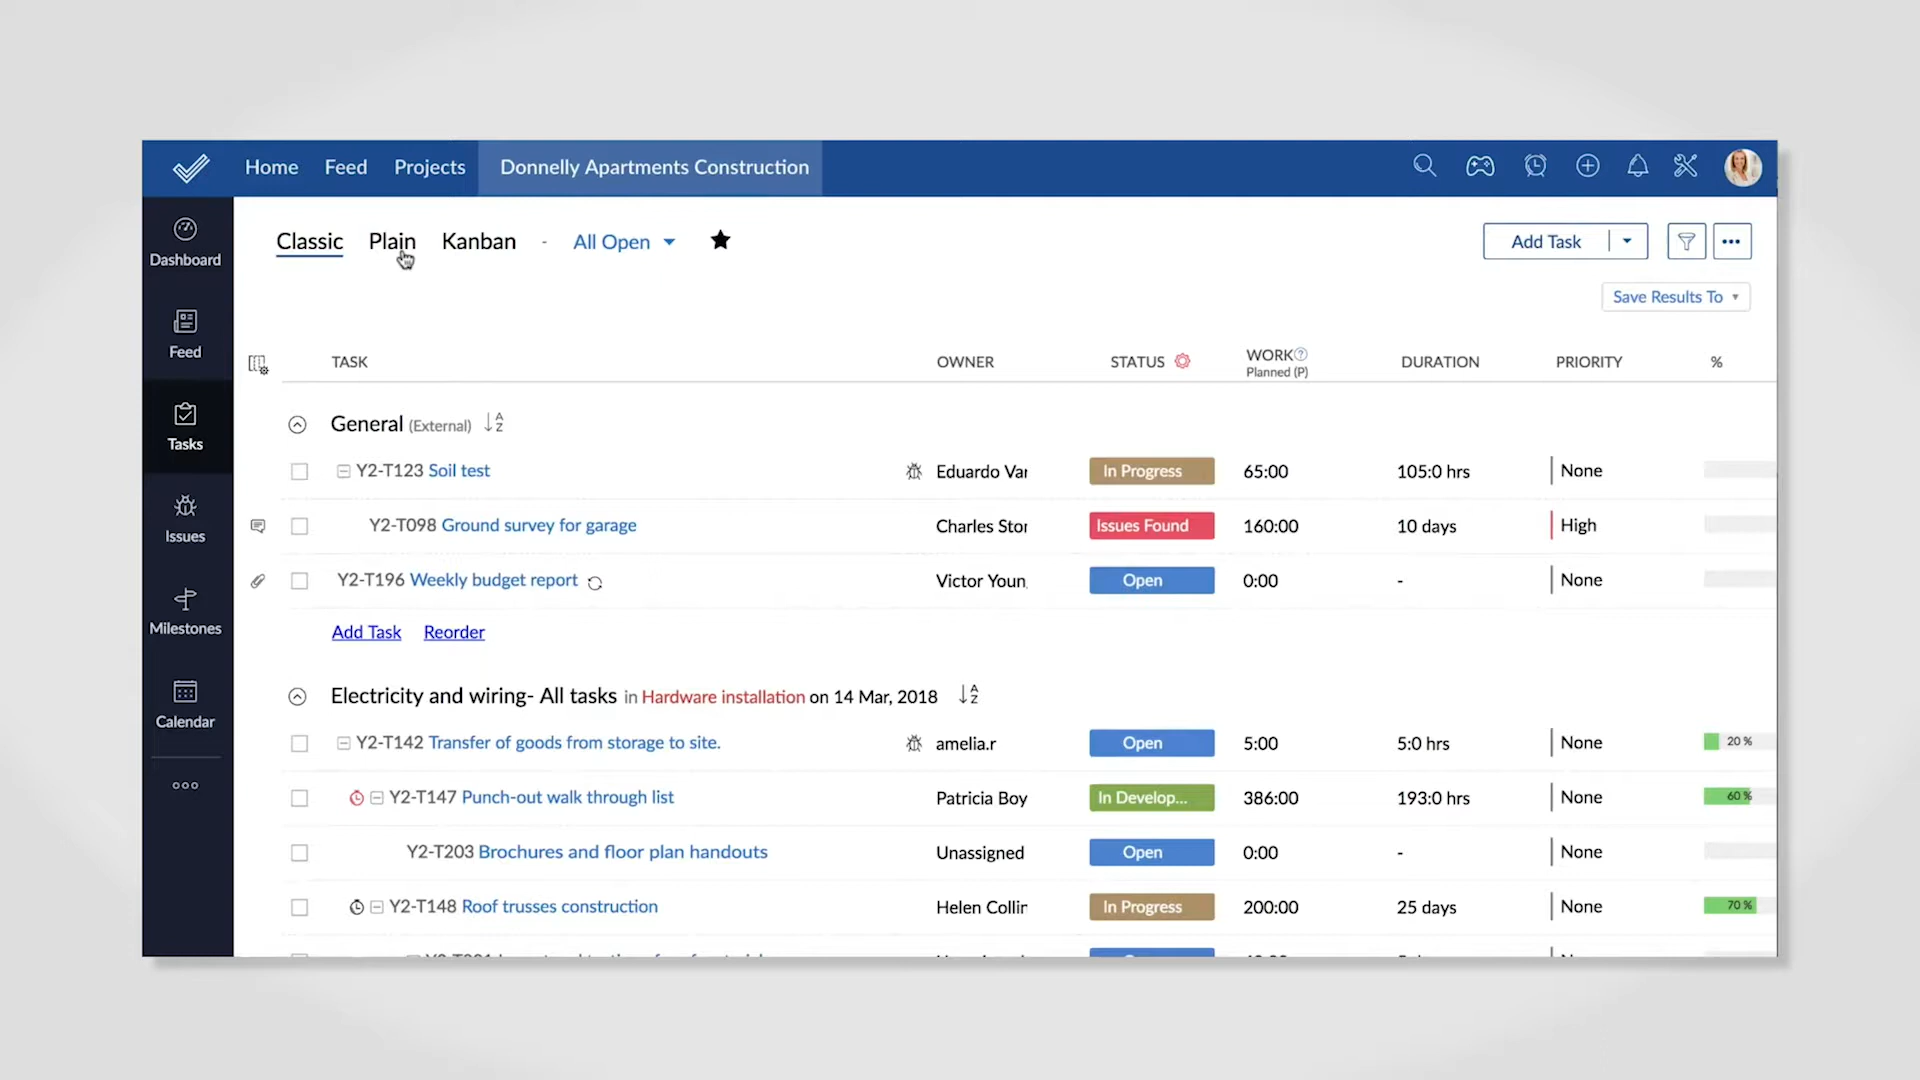 Home Feed Projects Donnelly Apartments Construction
Dashboard
Feed
Tasks
Issues
Milestones
Calendar
Classic Plain Kanban - All Open Add Task
Save Results To
TASK OWNER STATUS WORK Planned (P) DURATION PRIORITY %
General (External)
Y2-T123 Soil test Eduardo Var In Progress 65:00 105:0 hrs None
Y2-T098 Ground survey for garage Charles Stor Issues Found 160:00 10 days High
Y2-T196 Weekly budget report Victor Youn Open 0:00 - None
Add Task Reorder
Electricity and wiring- All tasks in Hardware installation on 14 Mar, 2018
Y2-T142 Transfer of goods from storage to site. amelia.r Open 5:00 5:0 hrs None 20 %
Y2-T147 Punch-out walk through list Patricia Boy In Develop... 386:00 193:0 hrs None 60 %
Y2-T203 Brochures and floor plan handouts Unassigned Open 0:00 - None
Y2-T148 Roof trusses construction Helen Collin In Progress 200:00 25 days None 70 %